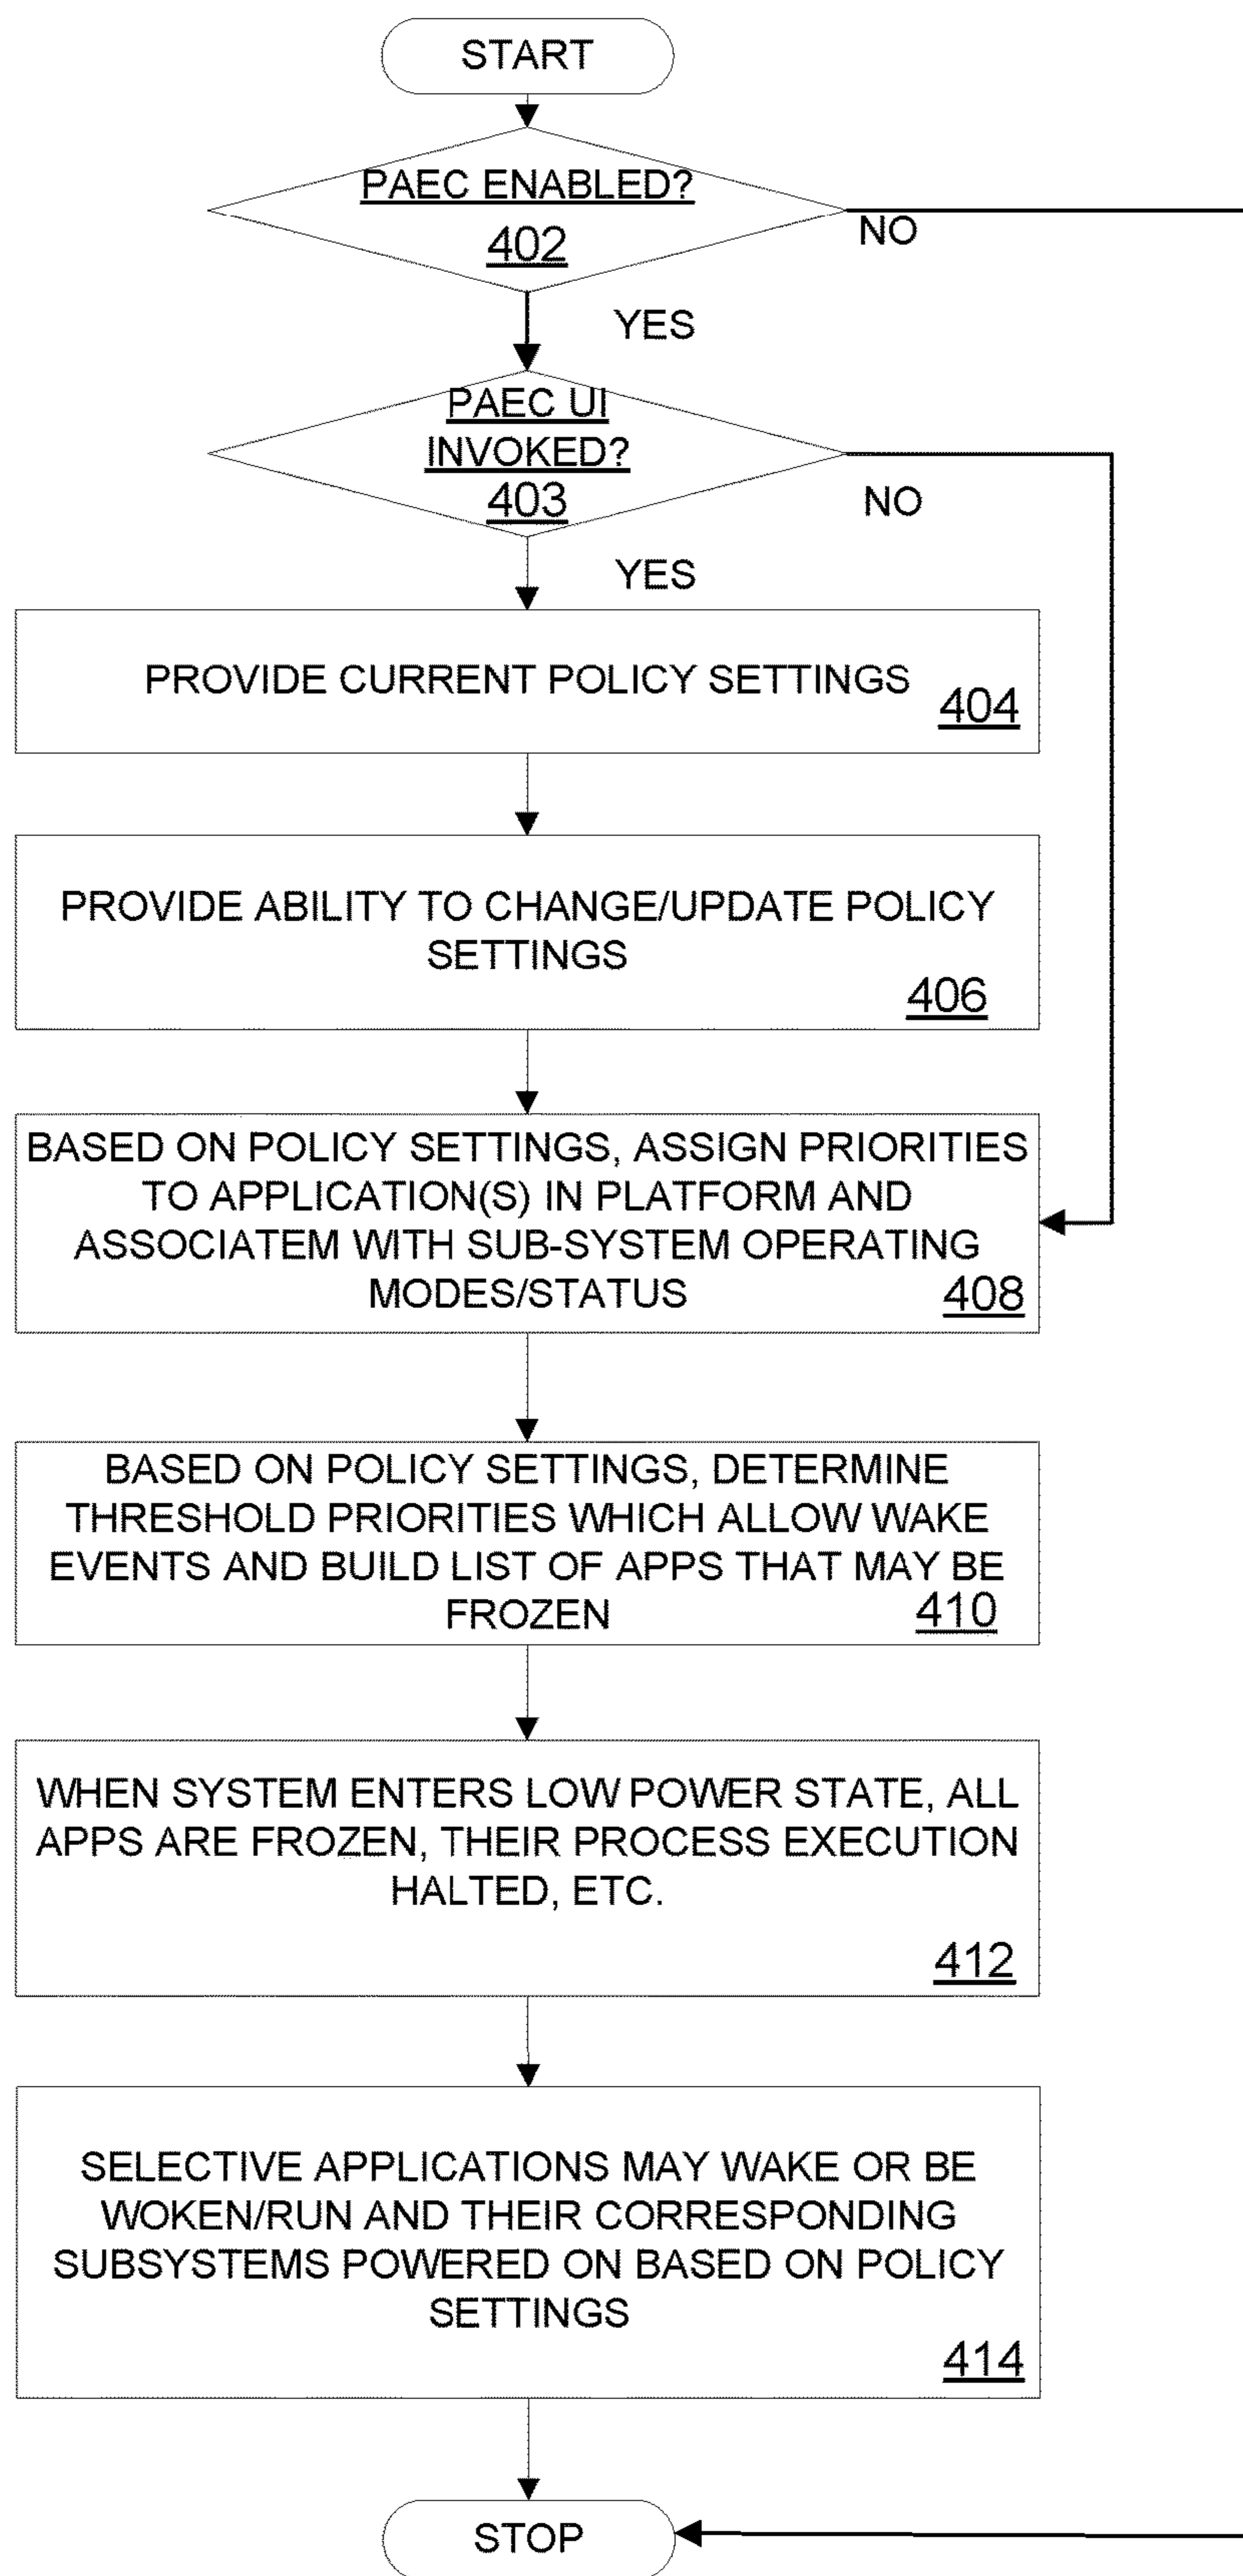 START
PAEC ENABLED?
402
NO
YES
PAEC UI
INVOKED?
403
NO
YES
PROVIDE CURRENT POLICY SETTINGS
404
PROVIDE ABILITY TO CHANGE/UPDATE POLICY
SETTINGS
406
BASED ON POLICY SETTINGS, ASSIGN PRIORITIES
TO APPLICATION(S) IN PLATFORM AND
ASSOCIATEM WITH SUB-SYSTEM OPERATING
MODES/STATUS
408
BASED ON POLICY SETTINGS, DETERMINE
THRESHOLD PRIORITIES WHICH ALLOW WAKE
EVENTS AND BUILD LIST OF APPS THAT MAY BE
FROZEN
410
WHEN SYSTEM ENTERS LOW POWER STATE, ALL
APPS ARE FROZEN, THEIR PROCESS EXECUTION
HALTED, ETC.
412
SELECTIVE APPLICATIONS MAY WAKE OR BE
WOKEN/RUN AND THEIR CORRESPONDING
SUBSYSTEMS POWERED ON BASED ON POLICY
SETTINGS
414
STOP